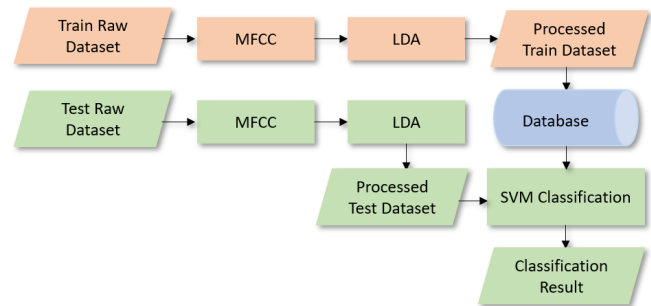 Train Raw
Dataset
MFCC
LDA
Processed
Train Dataset
Test Raw
Dataset
MFCC
LDA
Database
Processed
Test Dataset
SVM Classification
Classification
Result